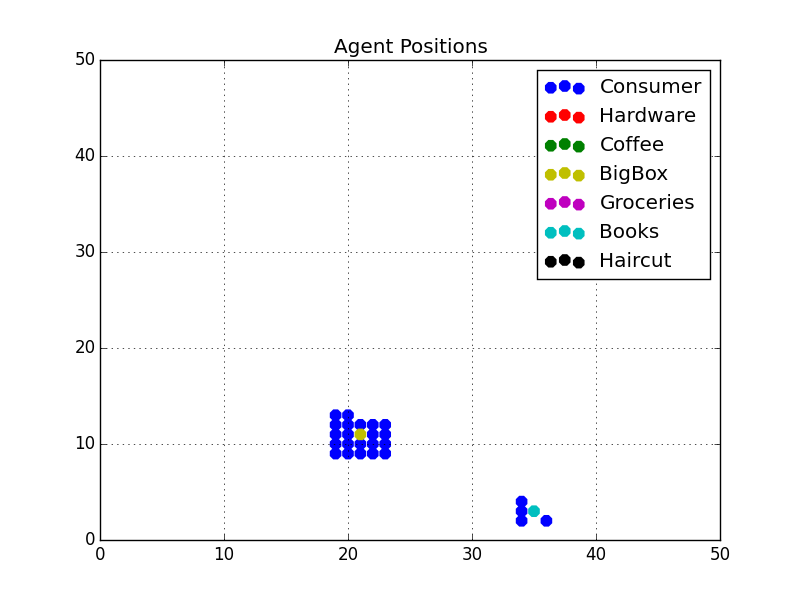 Agent Positions
50
40
30
20
10
0
0 10 20 30 40 50
Consumer
Hardware
Coffee
BigBox
Groceries
Books
Haircut